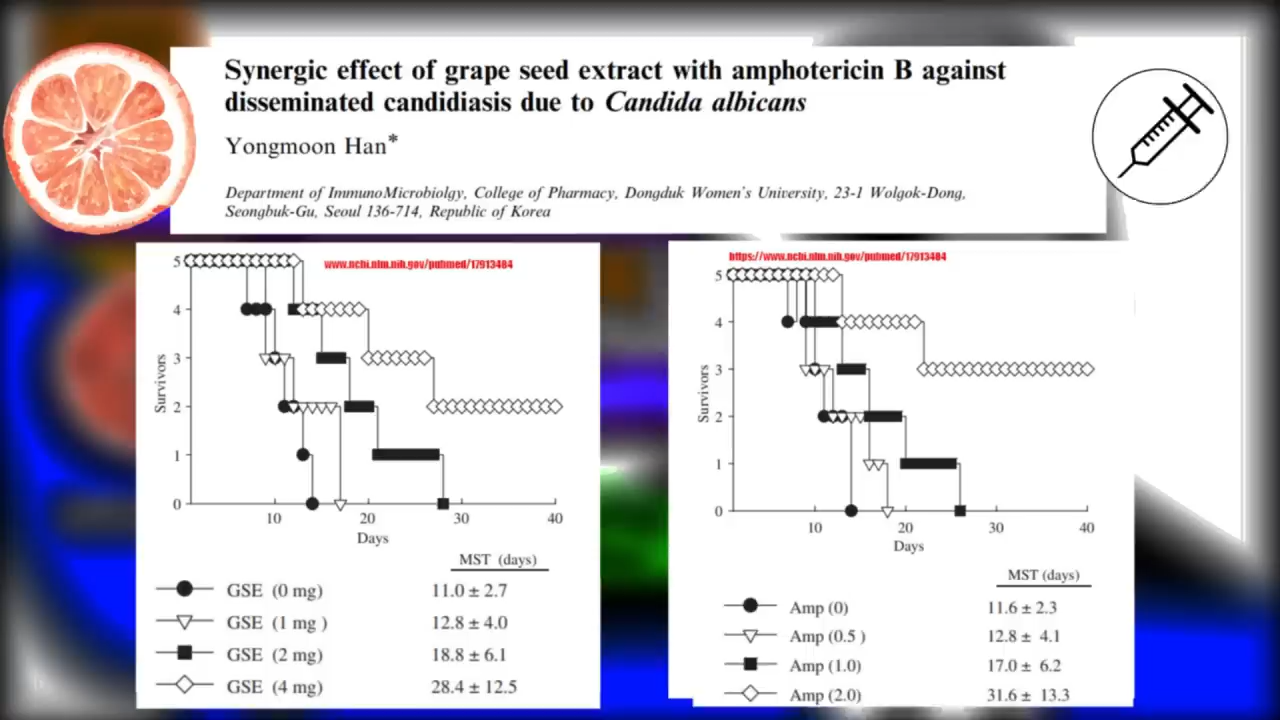 Synergic effect of grape seed extract with amphotericin B against
disseminated candidiasis due to Candida albicans
Yongmoon Han*
Department of ImmunoMicrobiolgy, College of Pharmacy, Dongduk Women's University, 23-1 Wolgok-Dong,
Seongbuk-Gu, Seoul 136-714, Republic of Korea
www.ncbi.nlm.nih.gov/pubmed/17913484
5
4
3
2
1
0
Survivors
10 20 30 40
Days
MST (days)
GSE (0 mg) 11.0 ± 2.7
GSE (1 mg ) 12.8 ± 4.0
GSE (2 mg) 18.8 ± 6.1
GSE (4 mg) 28.4 ± 12.5
https://www.ncbi.nlm.nih.gov/pubmed/17913484
5
4
3
2
1
0
Survivors
10 20 30 40
Days
MST (days)
Amp (0) 11.6 ± 2.3
Amp (0.5 ) 12.8 ± 4.1
Amp (1.0) 17.0 ± 6.2
Amp (2.0) 31.6 ± 13.3